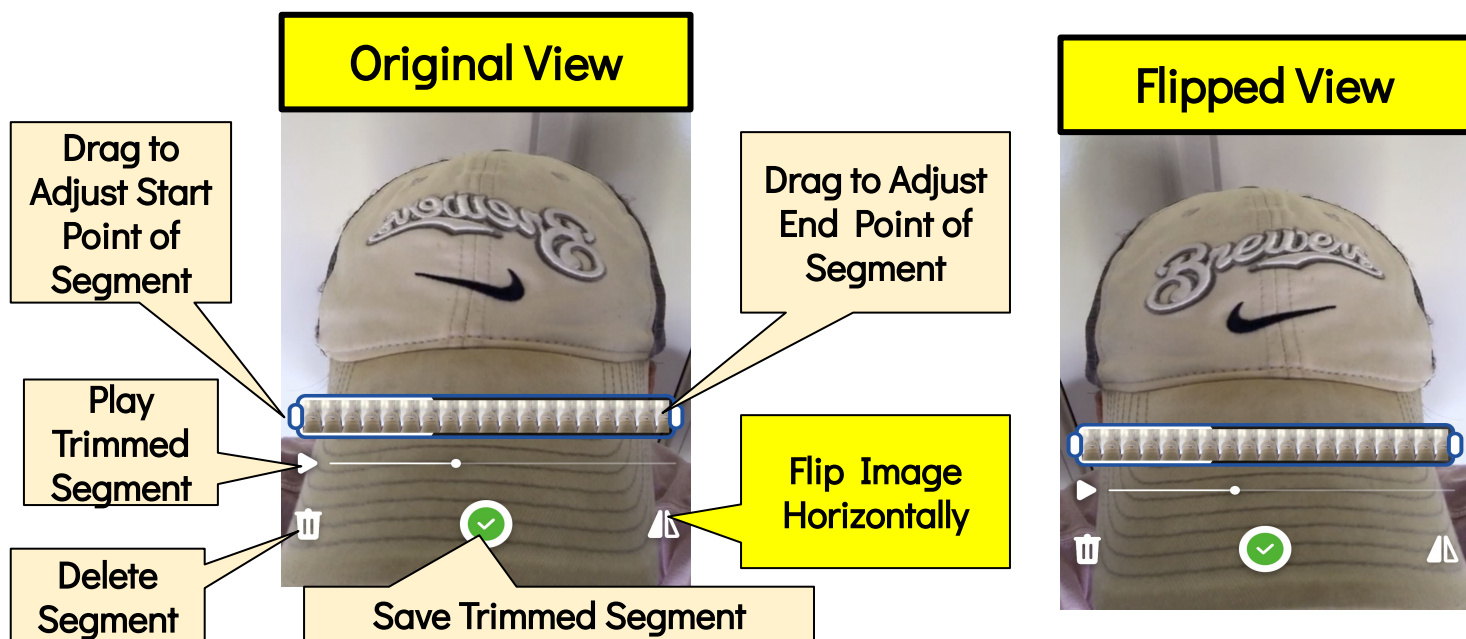 Original View
Flipped View
Drag to
Adjust Start
Point of
Segment
Drag to Adjust
End Point of
Segment
Brewers
Brewers
Play
Trimmed
Segment
Flip Image
Horizontally
Delete
Segment
Save Trimmed Segment